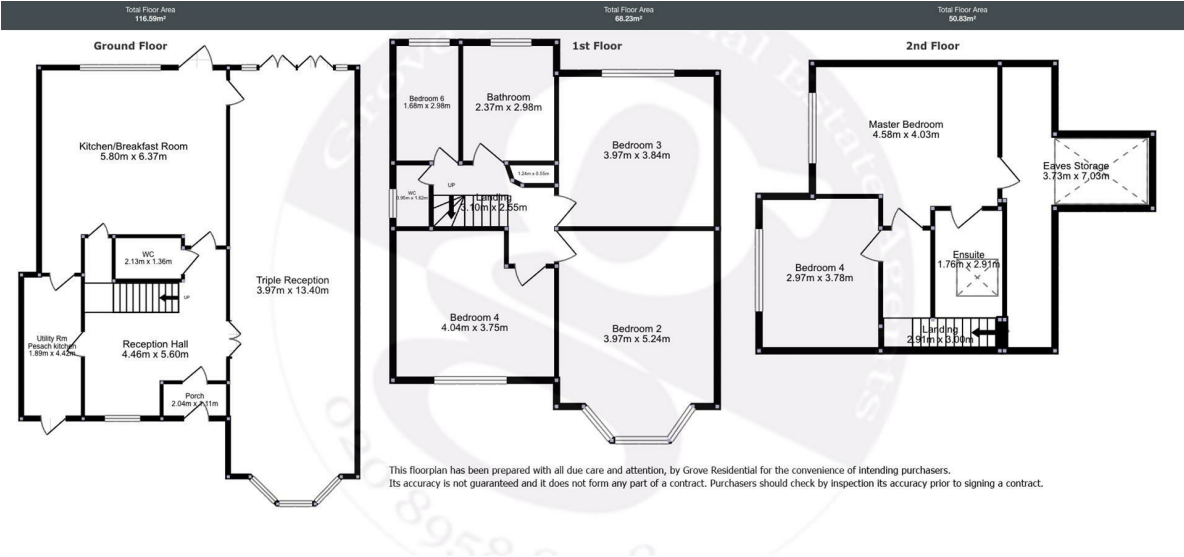 Total Floor Area
116.59m²
Total Floor Area
68.23m²
Total Floor Area
50.83m²
Ground Floor
1st Floor
2nd Floor
Kitchen/Breakfast Room
5.80m x 6.37m
WC
2.13m x 1.36m
UP
Triple Reception
3.97m x 13.40m
Utility Rm
Pesach kitchen
1.89m x 4.42m
Reception Hall
4.46m x 5.60m
Porch
2.04m x 1.11m
Bedroom 6
1.68m x 2.98m
Bathroom
2.37m x 2.98m
Bedroom 3
3.97m x 3.84m
1.24m x 0.55m
WC
0.95m x 1.62m
UP
Landing
3.10m x 2.55m
Bedroom 4
4.04m x 3.75m
Bedroom 2
3.97m x 5.24m
Master Bedroom
4.58m x 4.03m
Eaves Storage
3.73m x 7.03m
Ensuite
1.76m x 2.91m
Bedroom 4
2.97m x 3.78m
Landing
2.91m x 3.00m
This floorplan has been prepared with all due care and attention, by Grove Residential for the convenience of intending purchasers.
Its accuracy is not guaranteed and it does not form any part of a contract. Purchasers should check by inspection its accuracy prior to signing a contract.
020 8958